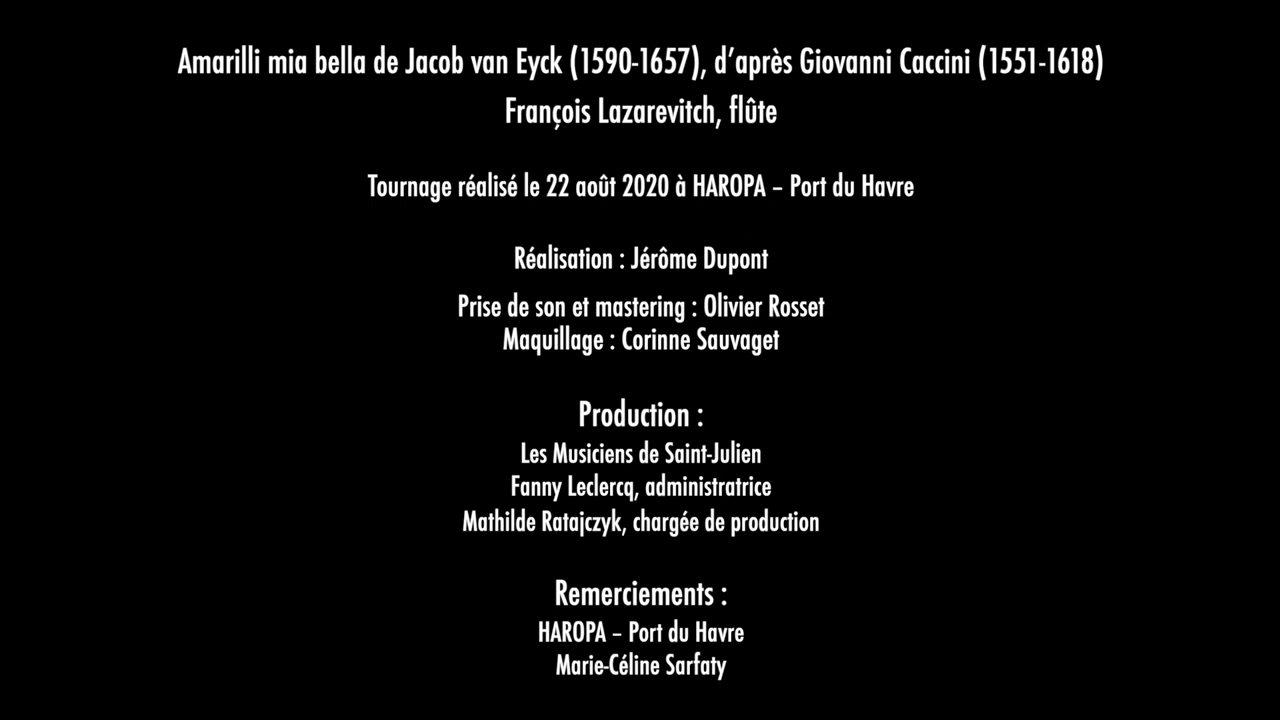 Amarilli mia bella de Jacob van Eyck (1590-1657), d’après Giovanni Caccini (1551-1618)
François Lazarevitch, flûte
Tournage réalisé le 22 août 2020 à HAROPA – Port du Havre
Réalisation : Jérôme Dupont
Prise de son et mastering : Olivier Rosset
Maquillage : Corinne Sauvaget
Production :
Les Musiciens de Saint-Julien
Fanny Leclercq, administratrice
Mathilde Ratajczyk, chargée de production
Remerciements :
HAROPA – Port du Havre
Marie-Céline Sarfaty